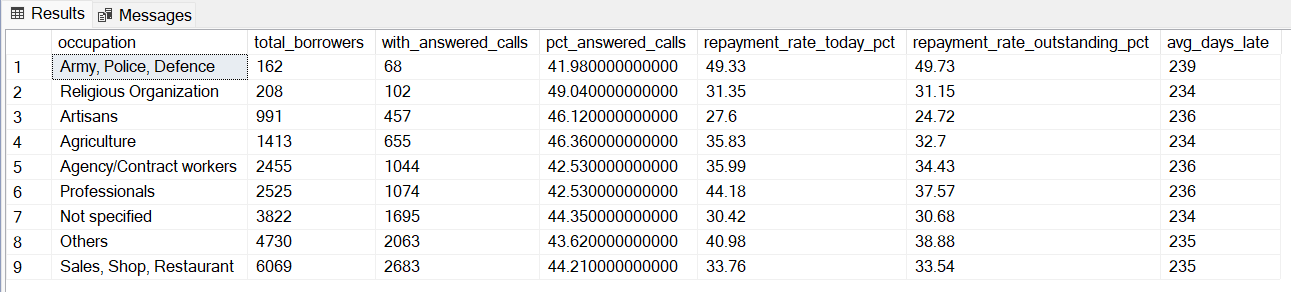 Results Messages
occupation total_borrowers with_answered_calls pct_answered_calls repayment_rate_today_pct repayment_rate_outstanding_pct avg_days_late
1 Army, Police, Defence 162 68 41.980000000000 49.33 49.73 239
2 Religious Organization 208 102 49.040000000000 31.35 31.15 234
3 Artisans 991 457 46.120000000000 27.6 24.72 236
4 Agriculture 1413 655 46.360000000000 35.83 32.7 234
5 Agency/Contract workers 2455 1044 42.530000000000 35.99 34.43 236
6 Professionals 2525 1074 42.530000000000 44.18 37.57 236
7 Not specified 3822 1695 44.350000000000 30.42 30.68 234
8 Others 4730 2063 43.620000000000 40.98 38.88 235
9 Sales, Shop, Restaurant 6069 2683 44.210000000000 33.76 33.54 235